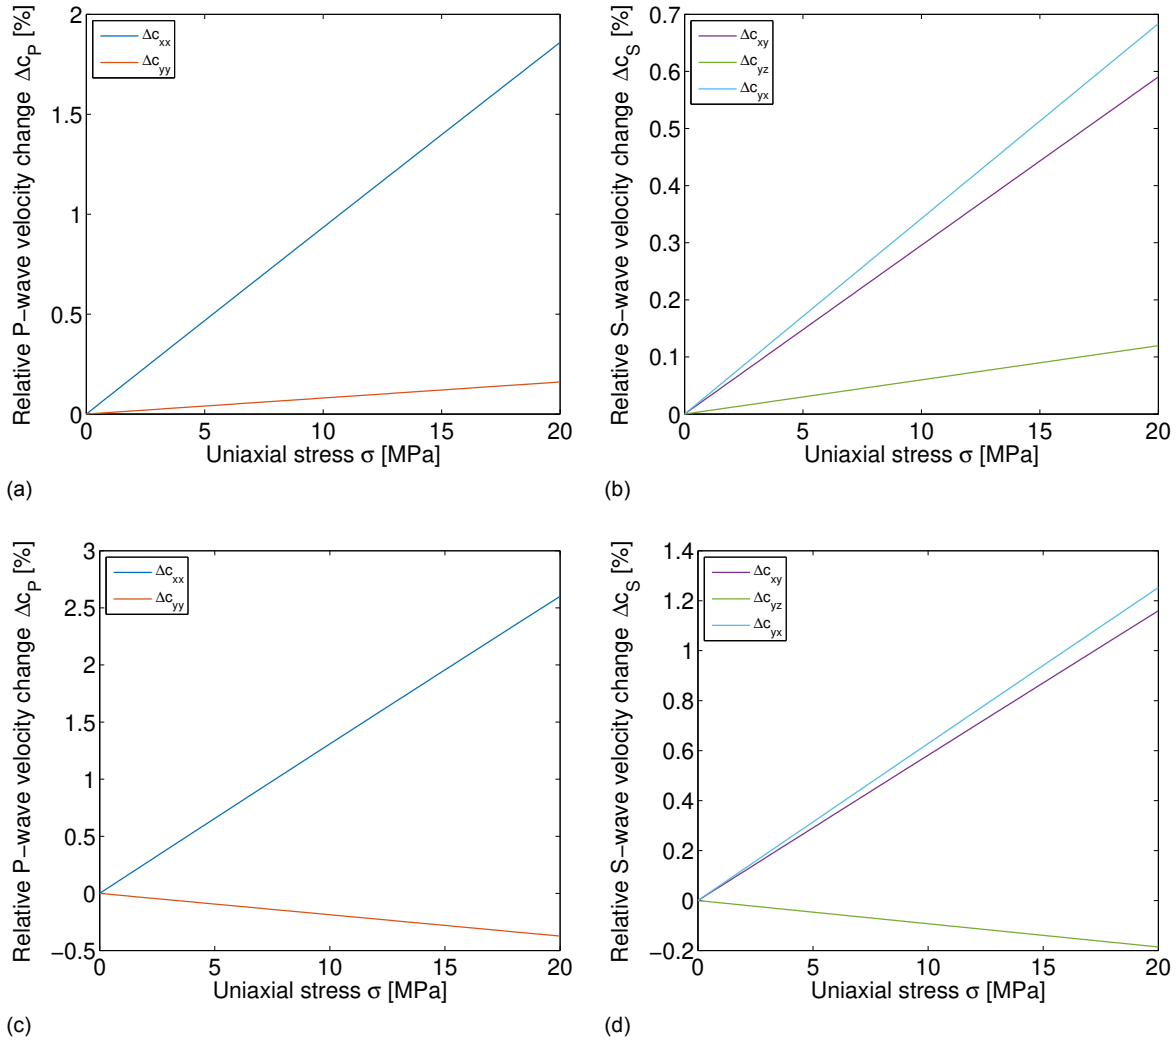 Relative P−wave velocity change Δc_P [%]
2
1.5
1
0.5
0
Δc_xx
Δc_yy
0 5 10 15 20
Uniaxial stress σ [MPa]
(a)
Relative S−wave velocity change Δc_S [%]
0.7
0.6
0.5
0.4
0.3
0.2
0.1
0
Δc_xy
Δc_yz
Δc_yx
0 5 10 15 20
Uniaxial stress σ [MPa]
(b)
Relative P−wave velocity change Δc_P [%]
3
2.5
2
1.5
1
0.5
0
−0.5
Δc_xx
Δc_yy
0 5 10 15 20
Uniaxial stress σ [MPa]
(c)
Relative S−wave velocity change Δc_S [%]
1.4
1.2
1
0.8
0.6
0.4
0.2
0
−0.2
Δc_xy
Δc_yz
Δc_yx
0 5 10 15 20
Uniaxial stress σ [MPa]
(d)